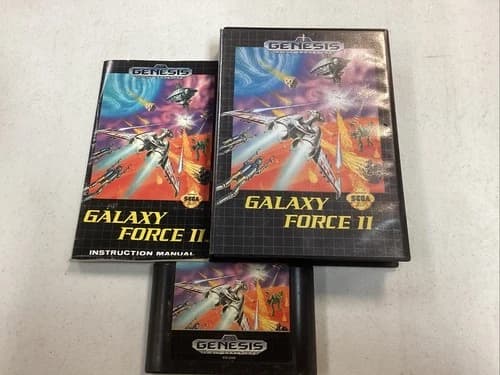 GENESIS
GALAXY
FORCE II
SEGA
INSTRUCTION MANUAL
GENESIS
GALAXY
FORCE II
SEGA
GENESIS